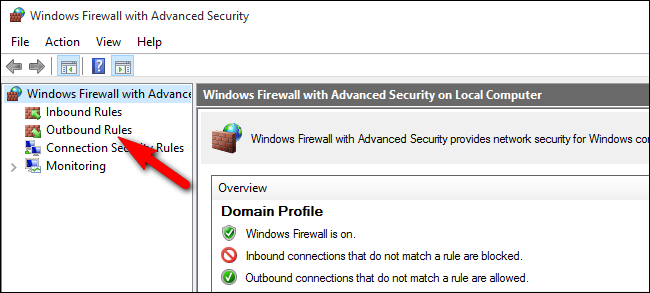 Windows Firewall with Advanced Security
File Action View Help
Windows Firewall with Advance
Inbound Rules
Outbound Rules
Connection Security Rules
Monitoring
Windows Firewall with Advanced Security on Local Computer
Windows Firewall with Advanced Security provides network security for Windows con
Overview
Domain Profile
Windows Firewall is on.
Inbound connections that do not match a rule are blocked.
Outbound connections that do not match a rule are allowed.